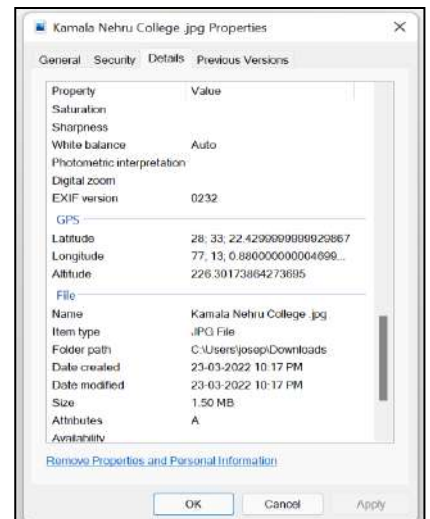 Kamala Nehru College .jpg Properties
General Security Details Previous Versions
Property Value
Saturation
Sharpness
White balance Auto
Photometric interpretation
Digital zoom
EXIF version 0232
GPS
Latitude 28; 33; 22.4299999999929867
Longitude 77; 13; 0.880000000004699...
Altitude 226.30173864273695
File
Name Kamala Nehru College .jpg
Item type JPG File
Folder path C:\Users\josep\Downloads
Date created 23-03-2022 10:17 PM
Date modified 23-03-2022 10:17 PM
Size 1.50 MB
Attributes A
Availability
Remove Properties and Personal Information
OK Cancel Apply